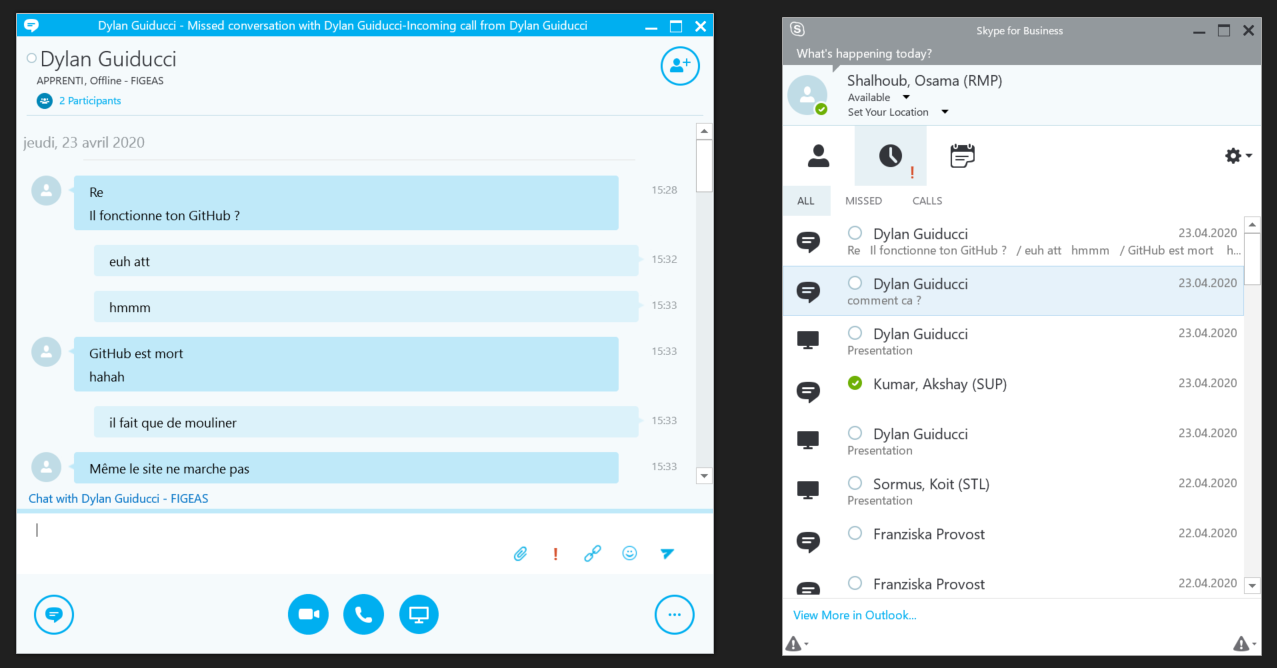 Dylan Guiducci - Missed conversation with Dylan Guiducci-Incoming call from Dylan Guiducci
Dylan Guiducci
APPRENTI, Offline - FIGEAS
2 Participants
jeudi, 23 avril 2020
Re
15:28
Il fonctionne ton GitHub ?
euh att
15:32
hmmm
15:33
GitHub est mort
15:33
hahah
il fait que de mouliner
15:33
Même le site ne marche pas
15:33
Chat with Dylan Guiducci - FIGEAS
Skype for Business
What's happening today?
Shalhoub, Osama (RMP)
Available
Set Your Location
ALL
MISSED
CALLS
Dylan Guiducci
23.04.2020
Re Il fonctionne ton GitHub ? / euh att hmmm / GitHub est mort h...
Dylan Guiducci
23.04.2020
comment ca ?
Dylan Guiducci
23.04.2020
Presentation
Kumar, Akshay (SUP)
23.04.2020
Dylan Guiducci
23.04.2020
Presentation
Sormus, Koit (STL)
22.04.2020
Presentation
Franziska Provost
22.04.2020
Franziska Provost
22.04.2020
View More in Outlook...